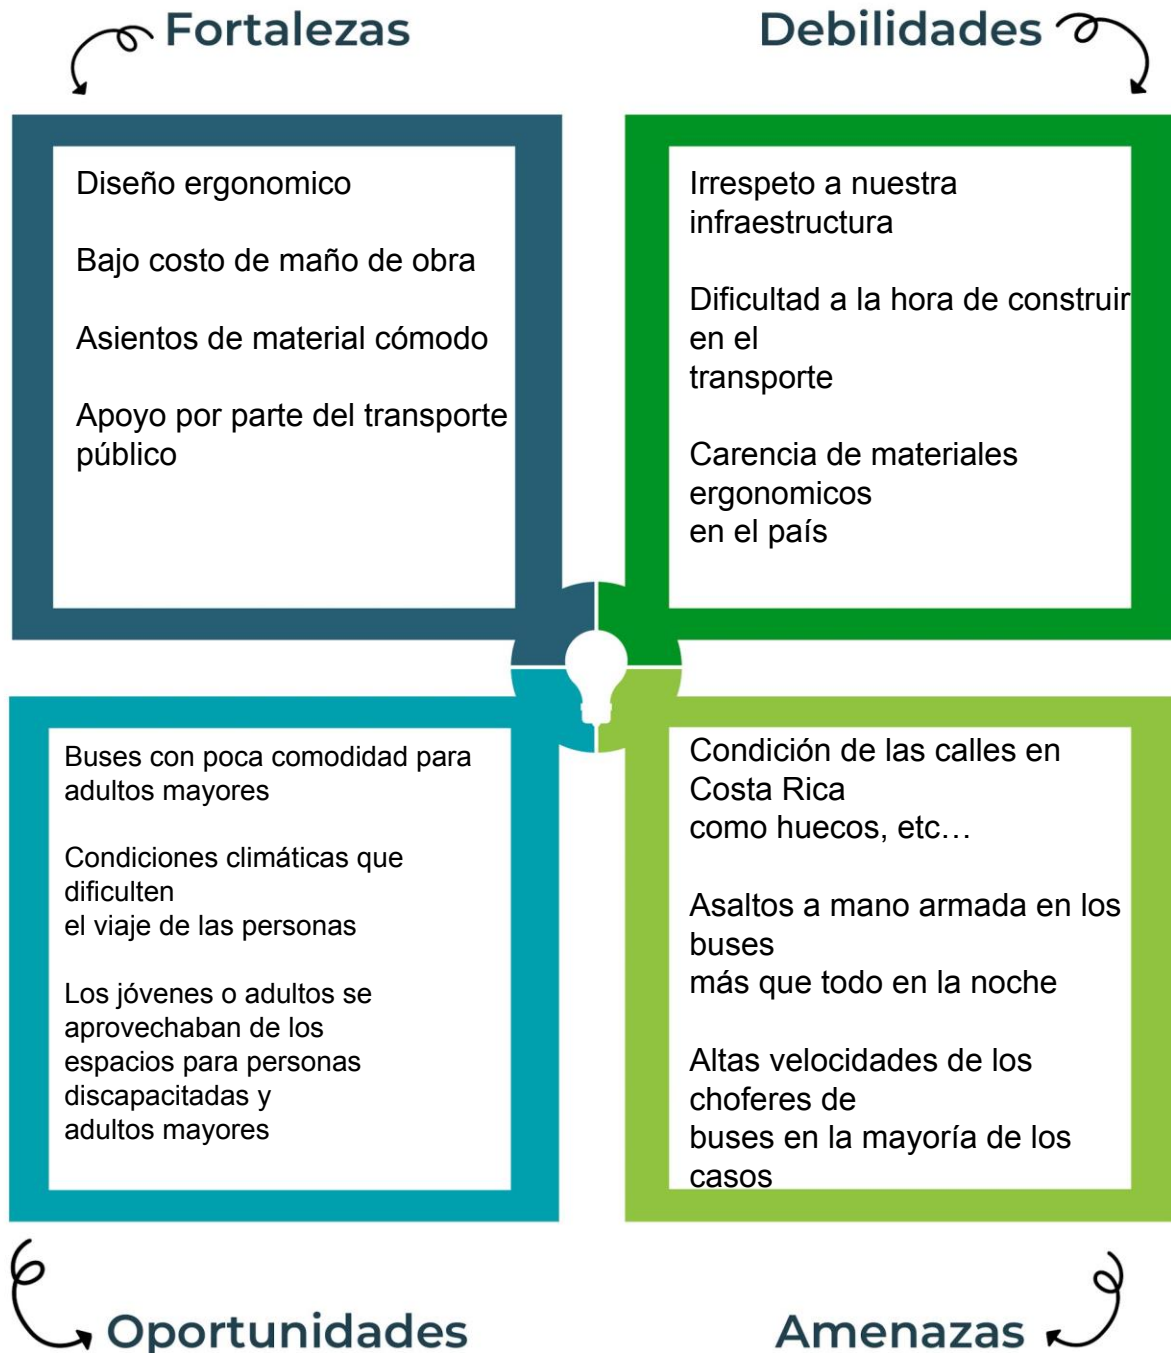 Fortalezas
Diseño ergonomico
Bajo costo de maño de obra
Asientos de material cómodo
Apoyo por parte del transporte
público
Debilidades
Irrespeto a nuestra
infraestructura
Dificultad a la hora de construir
en el
transporte
Carencia de materiales
ergonomicos
en el país
Buses con poca comodidad para
adultos mayores
Condiciones climáticas que
dificulten
el viaje de las personas
Los jóvenes o adultos se
aprovechaban de los
espacios para personas
discapacitadas y
adultos mayores
Oportunidades
Condición de las calles en
Costa Rica
como huecos, etc…
Asaltos a mano armada en los
buses
más que todo en la noche
Altas velocidades de los
choferes de
buses en la mayoría de los
casos
Amenazas